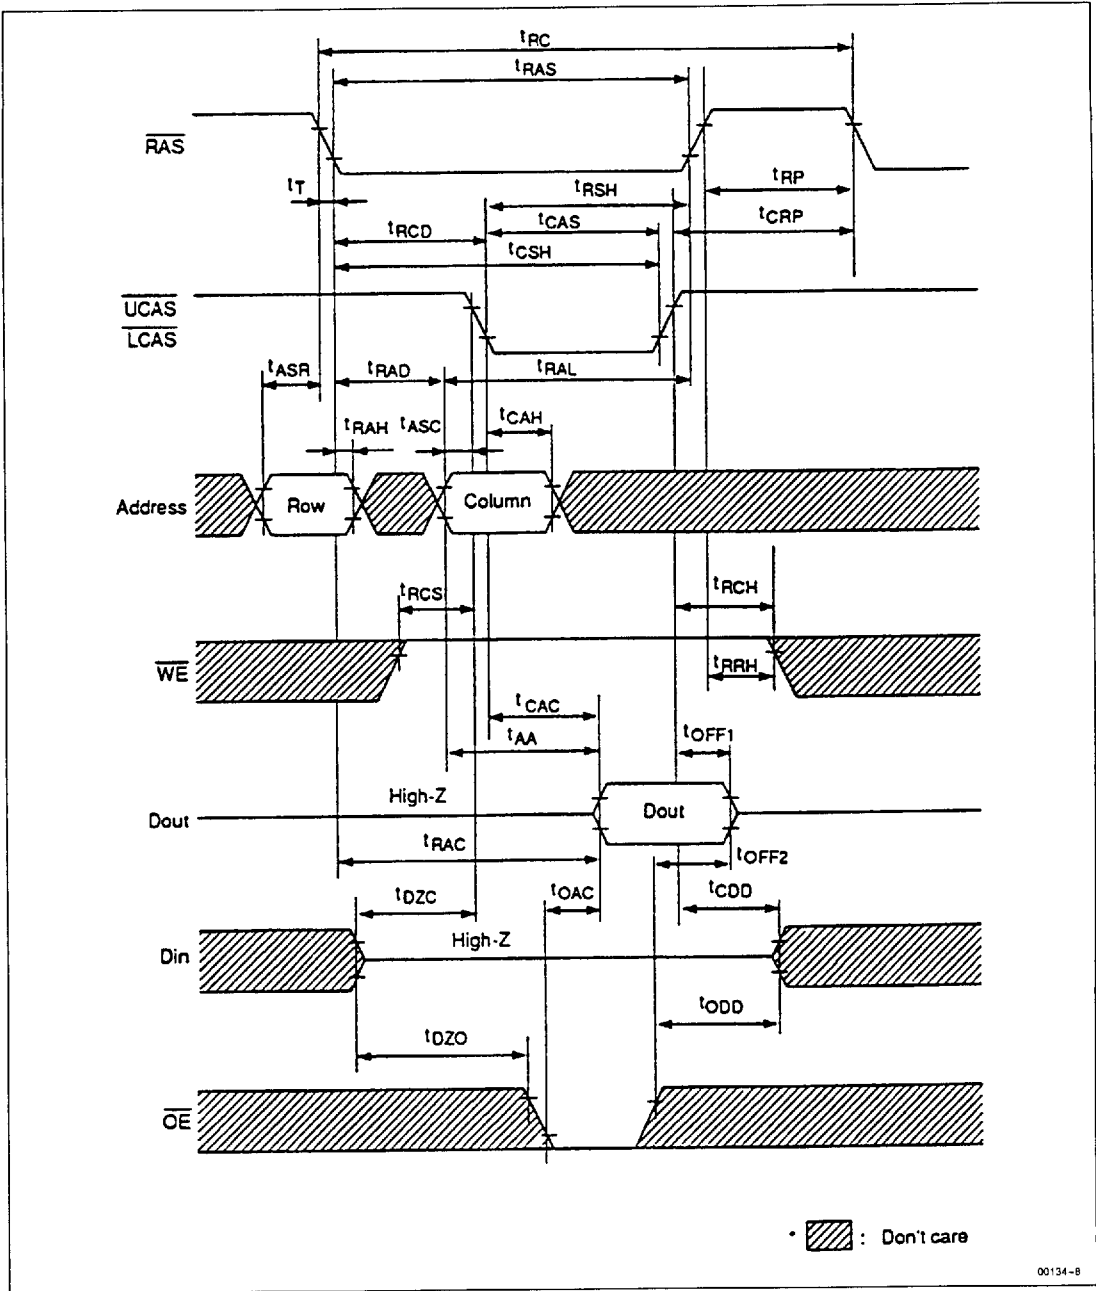 tRC
tRAS
RAS
tT
tRSH
tRP
tRCD
tCAS
tCRP
tCSH
UCAS
LCAS
tASR
tRAD
tRAL
tRAH
tASC
tCAH
Address
Row
Column
tRCS
tRCH
WE
tRRH
tCAC
tAA
tOFF1
High-Z
Dout
Dout
tRAC
tOFF2
tDZC
tOAC
tCDD
Din
High-Z
tODD
tDZO
OE
: Don't care
00134-8